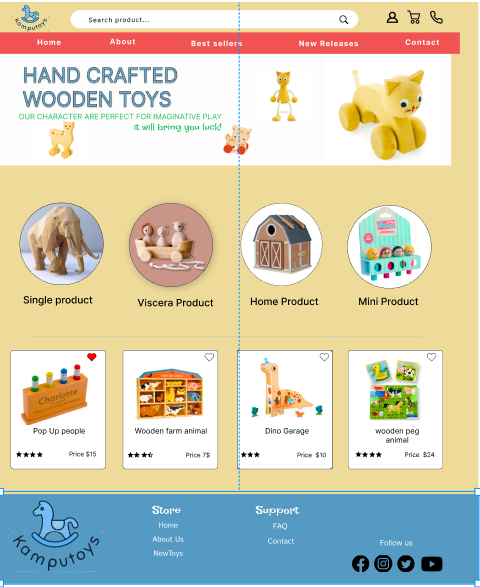 Kamputoys
Search product...
Home
About
Best sellers
New Releases
Contact
HAND CRAFTED
WOODEN TOYS
OUR CHARACTER ARE PERFECT FOR IMAGINATIVE PLAY
it will bring you luck!
Single product
Viscera Product
Home Product
Mini Product
Charlotte
Pop Up people
Price $15
Wooden farm animal
Price 7$
Dino Garage
Price $10
wooden peg
animal
Price $24
Kamputoys
Store
Home
About Us
NewToys
Support
FAQ
Contact
Follow us